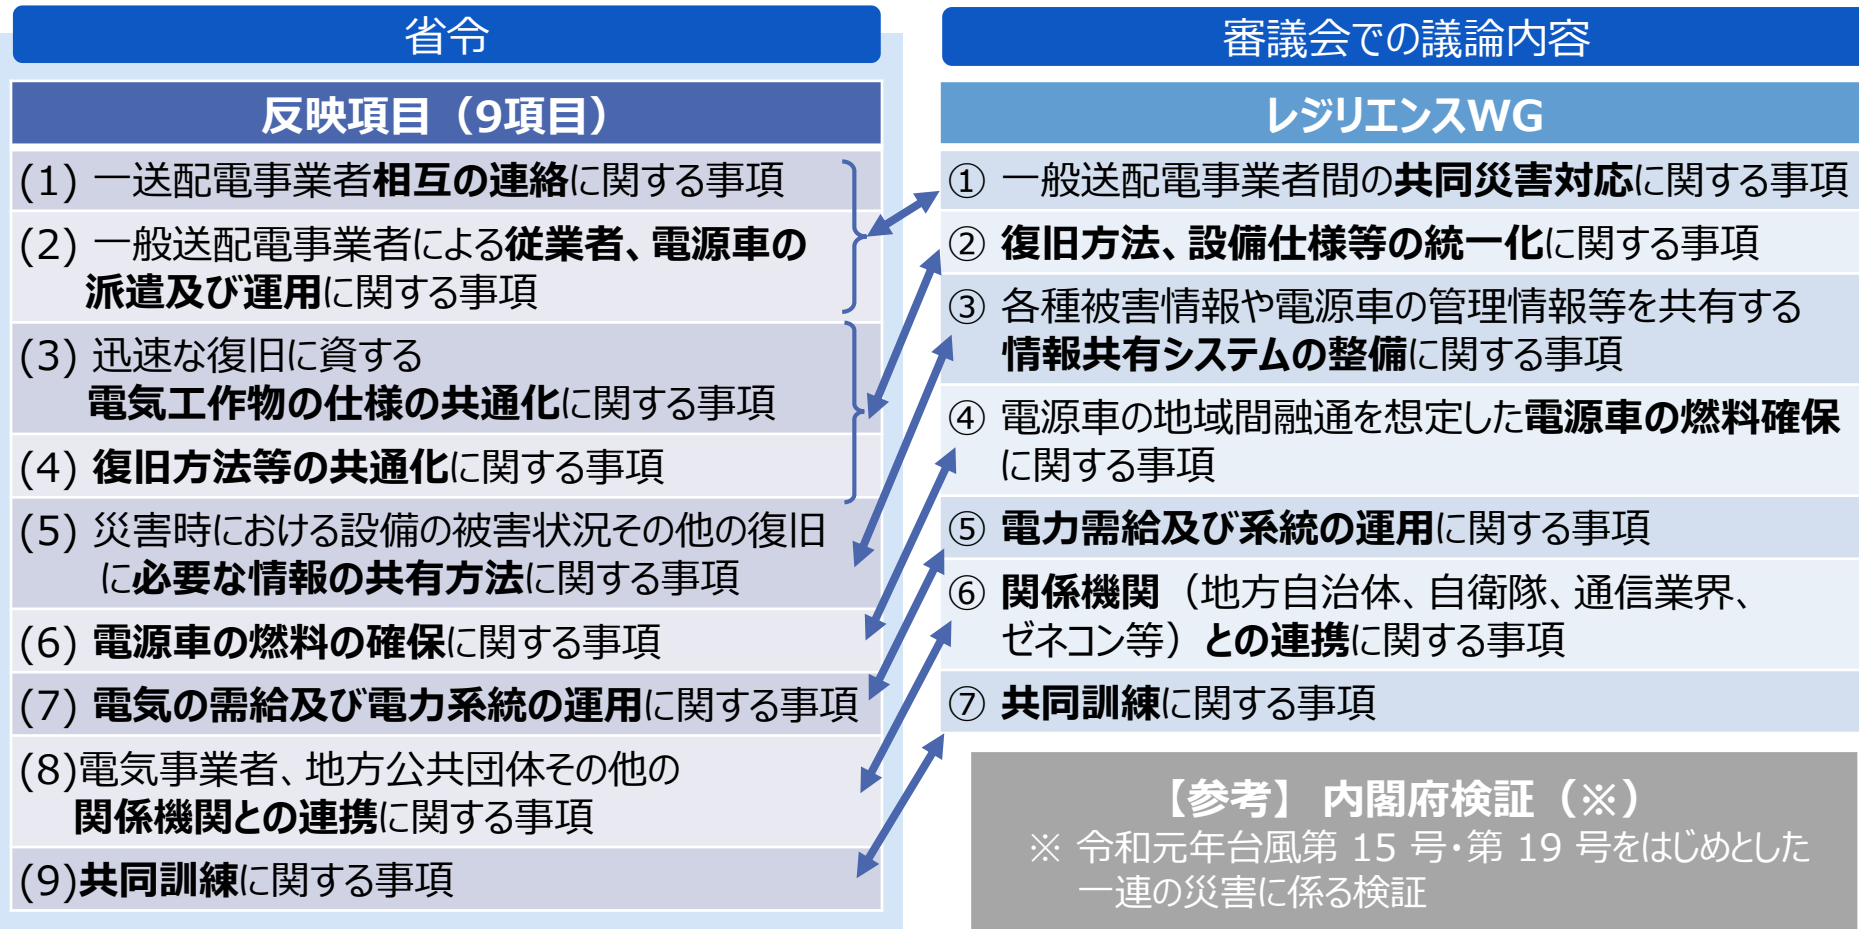 省令
反映項目（9項目）
(1) 一送配電事業者相互の連絡に関する事項
(2) 一般送配電事業者による従業者、電源車の
派遣及び運用に関する事項
(3) 迅速な復旧に資する
電気工作物の仕様の共通化に関する事項
(4) 復旧方法等の共通化に関する事項
(5) 災害時における設備の被害状況その他の復旧
に必要な情報の共有方法に関する事項
(6) 電源車の燃料の確保に関する事項
(7) 電気の需給及び電力系統の運用に関する事項
(8)電気事業者、地方公共団体その他の
関係機関との連携に関する事項
(9)共同訓練に関する事項
審議会での議論内容
レジリエンスWG
① 一般送配電事業者間の共同災害対応に関する事項
② 復旧方法、設備仕様等の統一化に関する事項
③ 各種被害情報や電源車の管理情報等を共有する
情報共有システムの整備に関する事項
④ 電源車の地域間融通を想定した電源車の燃料確保
に関する事項
⑤ 電力需給及び系統の運用に関する事項
⑥ 関係機関（地方自治体、自衛隊、通信業界、
ゼネコン等）との連携に関する事項
⑦ 共同訓練に関する事項
【参考】 内閣府検証（※）
※ 令和元年台風第 15 号・第 19 号をはじめとした
一連の災害に係る検証